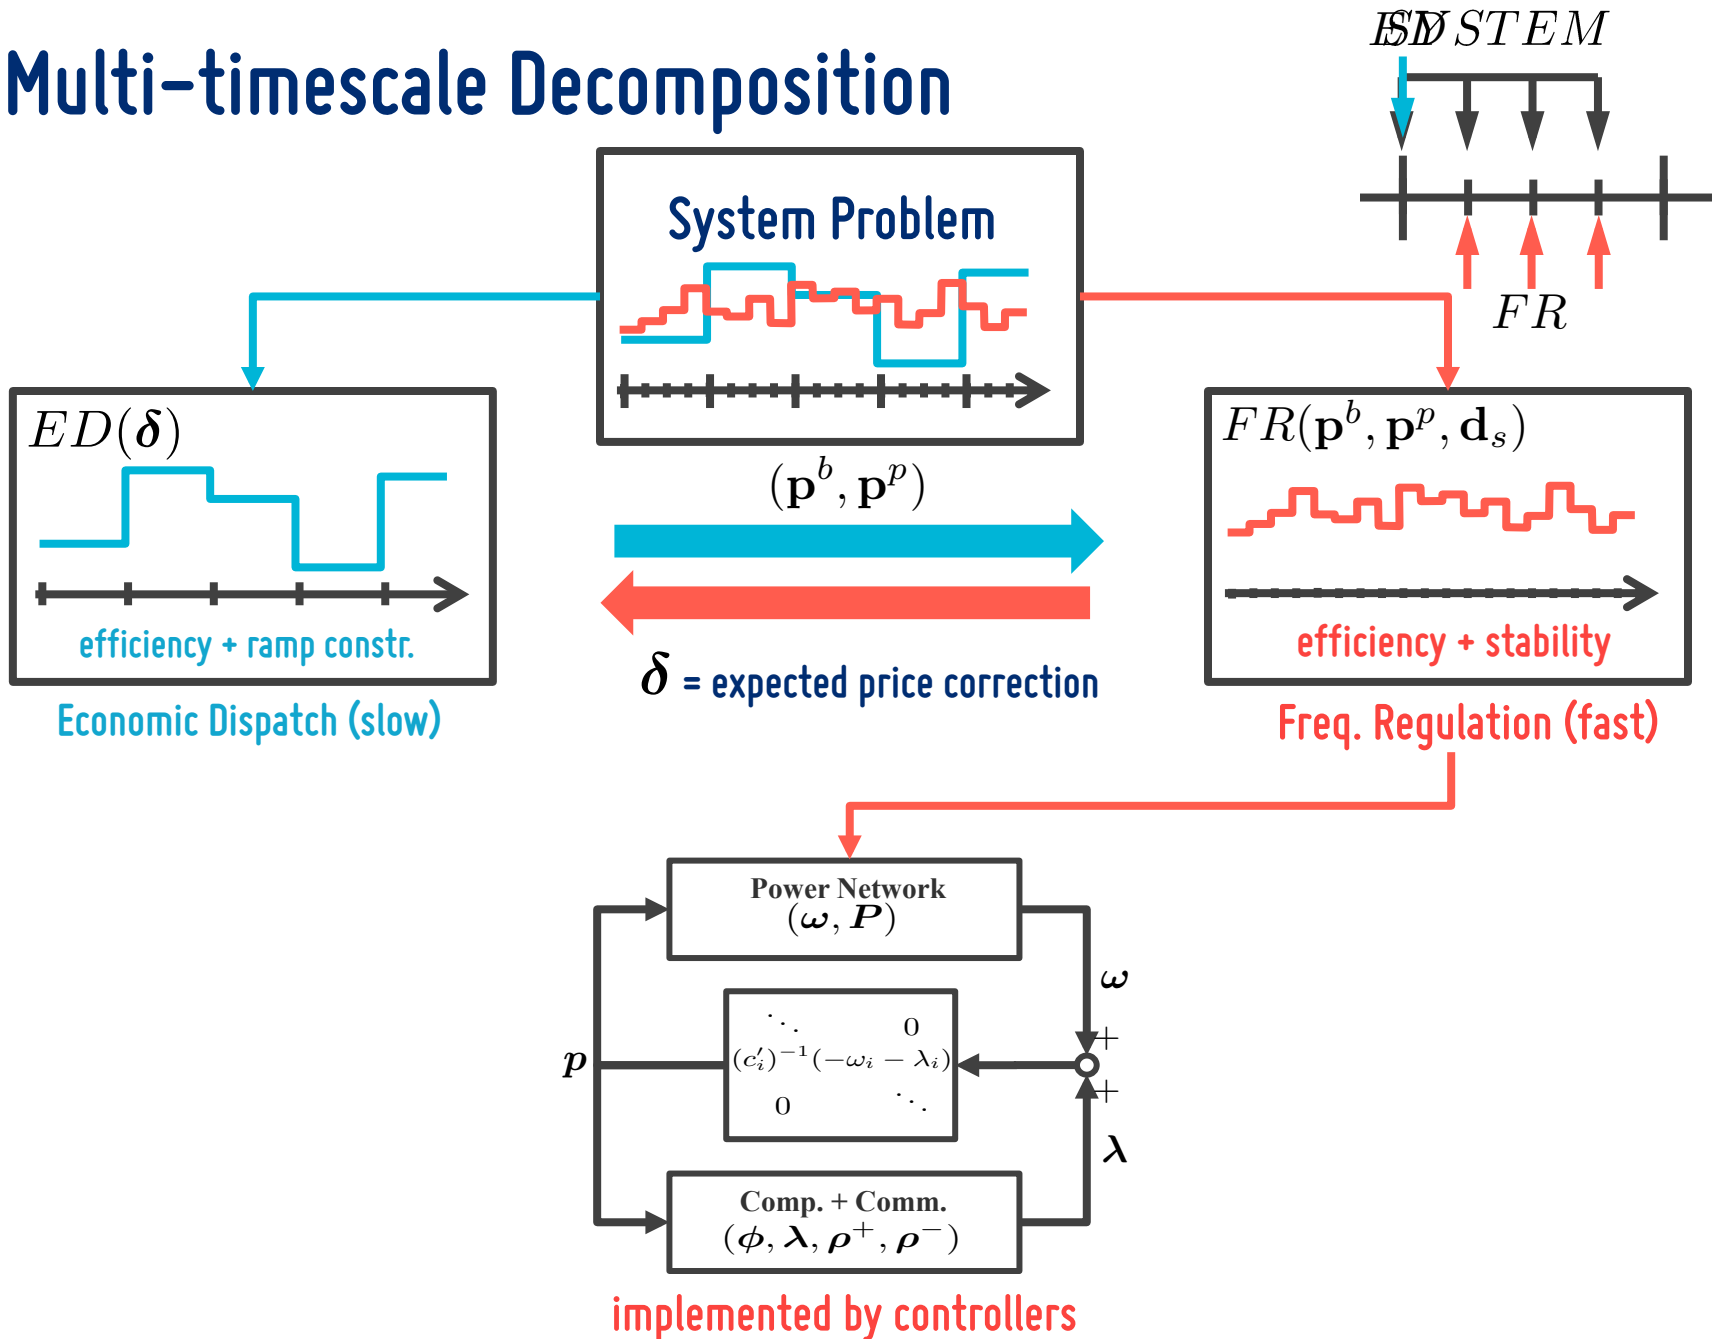 Multi-timescale Decomposition
SYSTEM
ED
FR
System Problem
ED(δ)
efficiency + ramp constr.
Economic Dispatch (slow)
(p^b, p^p)
δ = expected price correction
FR(p^b, p^p, d_s)
efficiency + stability
Freq. Regulation (fast)
Power Network
(ω, P)
ω
+
⋱ 0
(c′_i)^{-1}(−ω_i − λ_i)
0 ⋱
p
+
λ
Comp. + Comm.
(ϕ, λ, ρ^+, ρ^−)
implemented by controllers